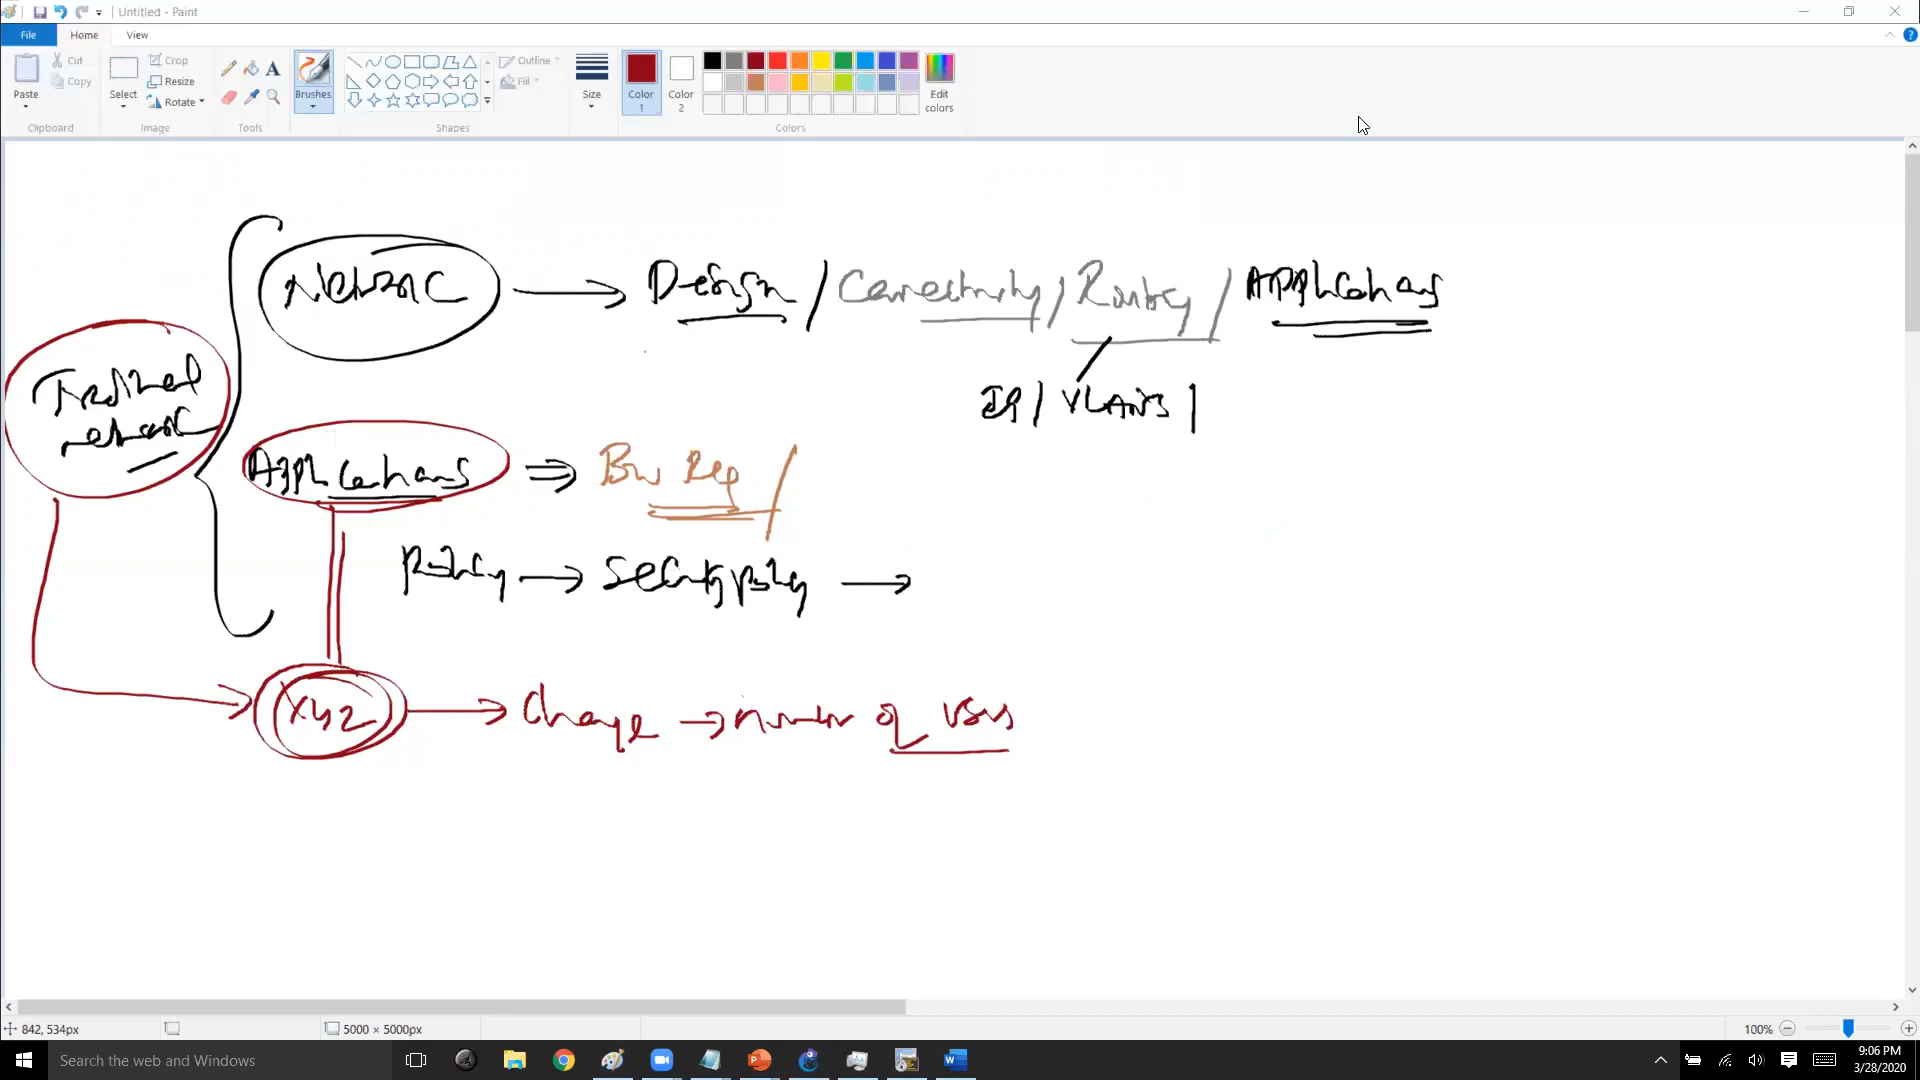 Untitled - Paint
File Home View
Paste Cut Copy Select Crop Resize Rotate Brushes Outline Fill Size Color 1 Color 2 Edit colors
Clipboard Image Tools Shapes Colors
Network → Design / Connectivity / Routing / Applications
Traditional network
IP / VLANs /
Applications ⇒ BW Req /
Policy → Security policy →
XYZ → Change → number of users
842, 534px 5000 × 5000px 100%
Search the web and Windows
9:06 PM
3/28/2020